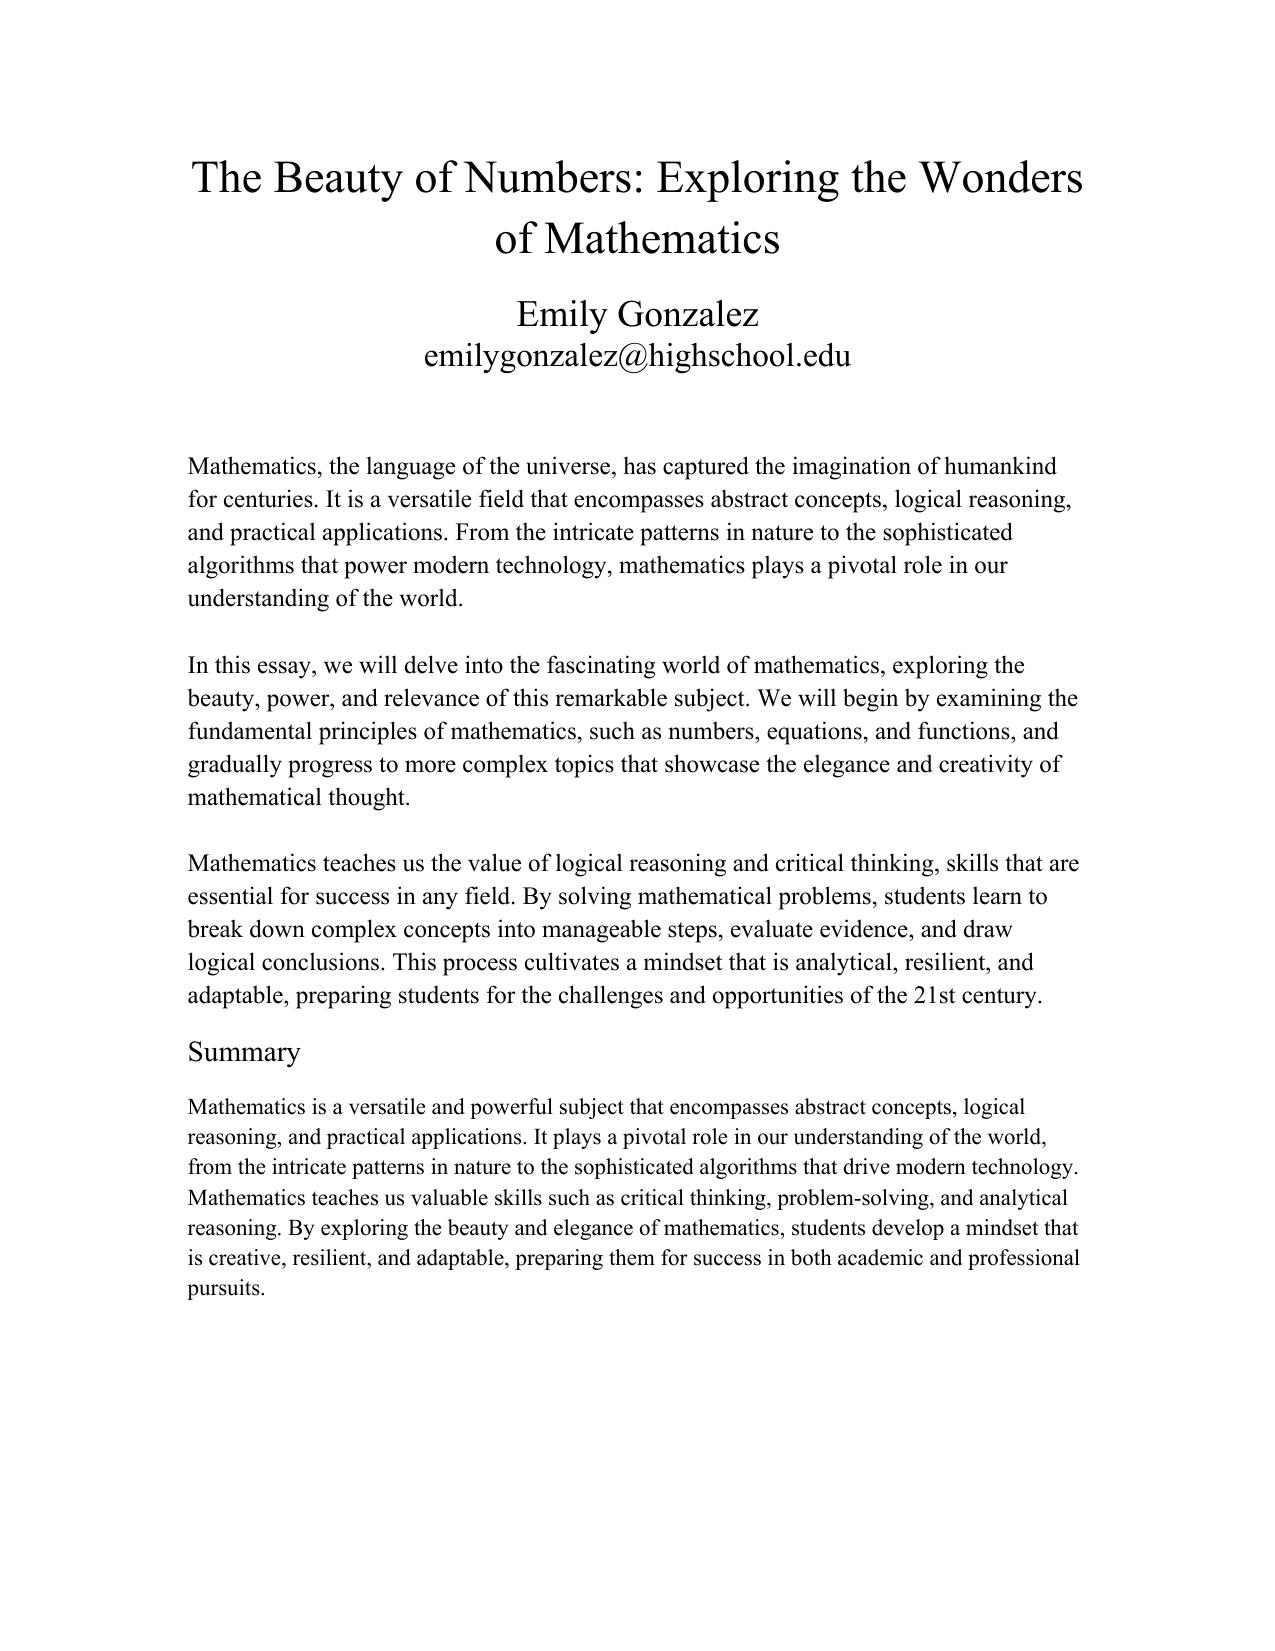 The Beauty of Numbers: Exploring the Wonders
of Mathematics
Emily Gonzalez
emilygonzalez@highschool.edu
Mathematics, the language of the universe, has captured the imagination of humankind
for centuries. It is a versatile field that encompasses abstract concepts, logical reasoning,
and practical applications. From the intricate patterns in nature to the sophisticated
algorithms that power modern technology, mathematics plays a pivotal role in our
understanding of the world.
In this essay, we will delve into the fascinating world of mathematics, exploring the
beauty, power, and relevance of this remarkable subject. We will begin by examining the
fundamental principles of mathematics, such as numbers, equations, and functions, and
gradually progress to more complex topics that showcase the elegance and creativity of
mathematical thought.
Mathematics teaches us the value of logical reasoning and critical thinking, skills that are
essential for success in any field. By solving mathematical problems, students learn to
break down complex concepts into manageable steps, evaluate evidence, and draw
logical conclusions. This process cultivates a mindset that is analytical, resilient, and
adaptable, preparing students for the challenges and opportunities of the 21st century.
Summary
Mathematics is a versatile and powerful subject that encompasses abstract concepts, logical
reasoning, and practical applications. It plays a pivotal role in our understanding of the world,
from the intricate patterns in nature to the sophisticated algorithms that drive modern technology.
Mathematics teaches us valuable skills such as critical thinking, problem-solving, and analytical
reasoning. By exploring the beauty and elegance of mathematics, students develop a mindset that
is creative, resilient, and adaptable, preparing them for success in both academic and professional
pursuits.